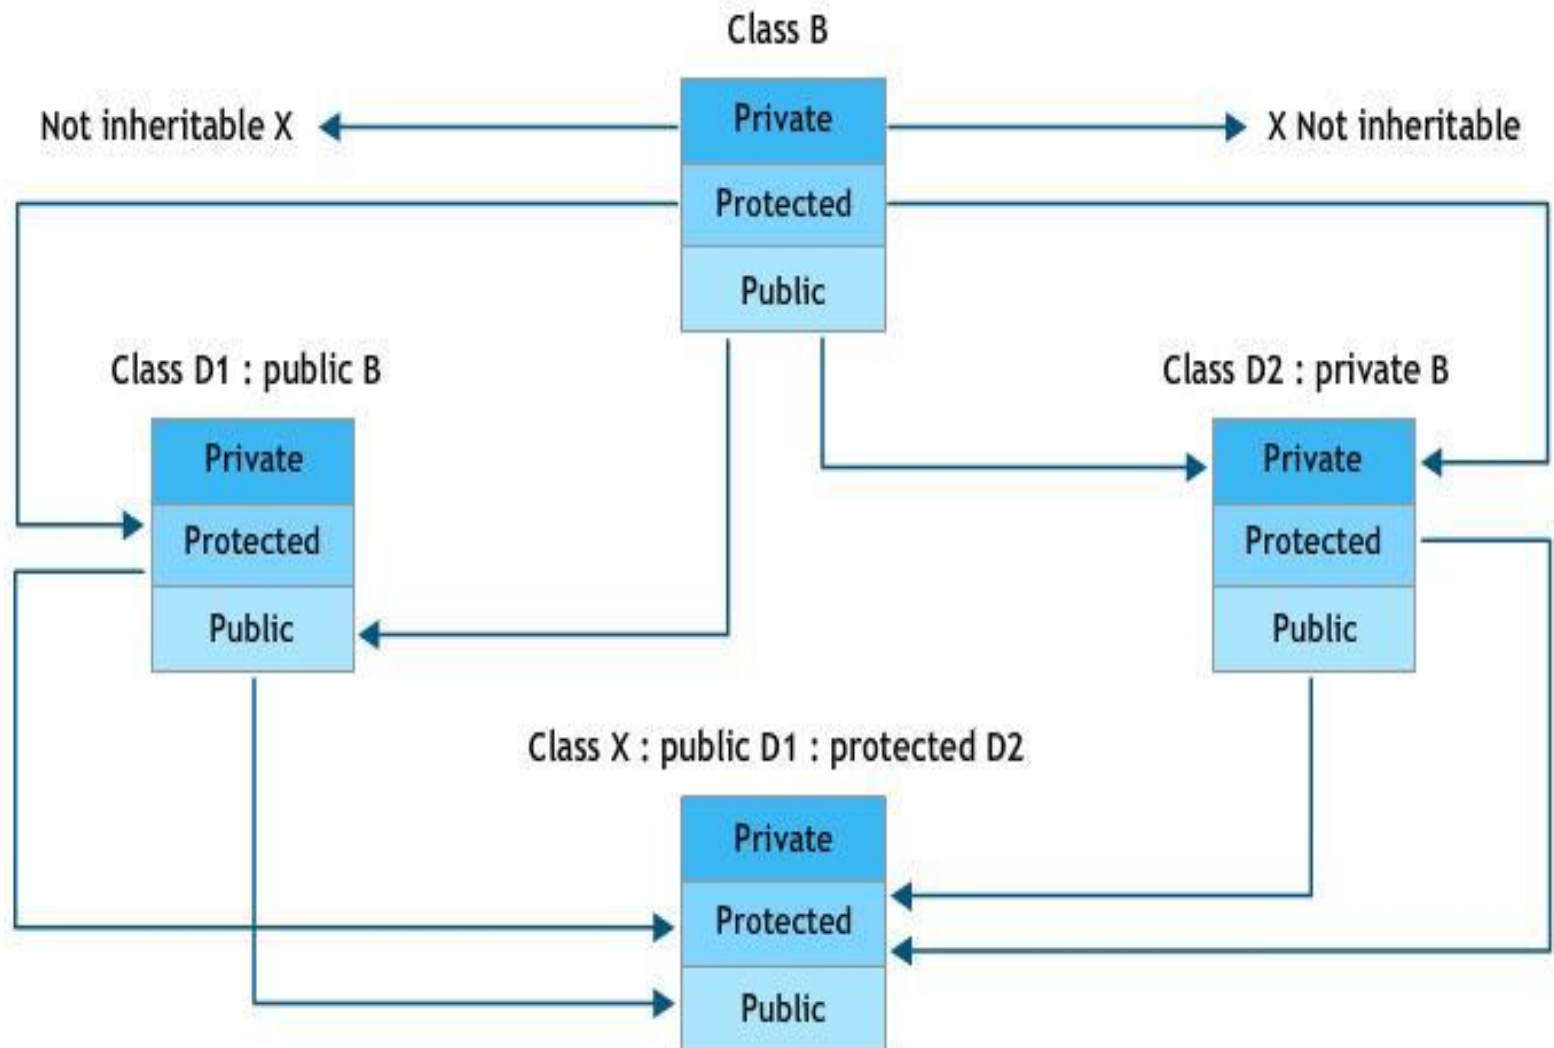 Class B
Not inheritable X
Private
X Not inheritable
Protected
Public
Class D1 : public B
Class D2 : private B
Private
Protected
Public
Private
Protected
Public
Class X : public D1 : protected D2
Private
Protected
Public